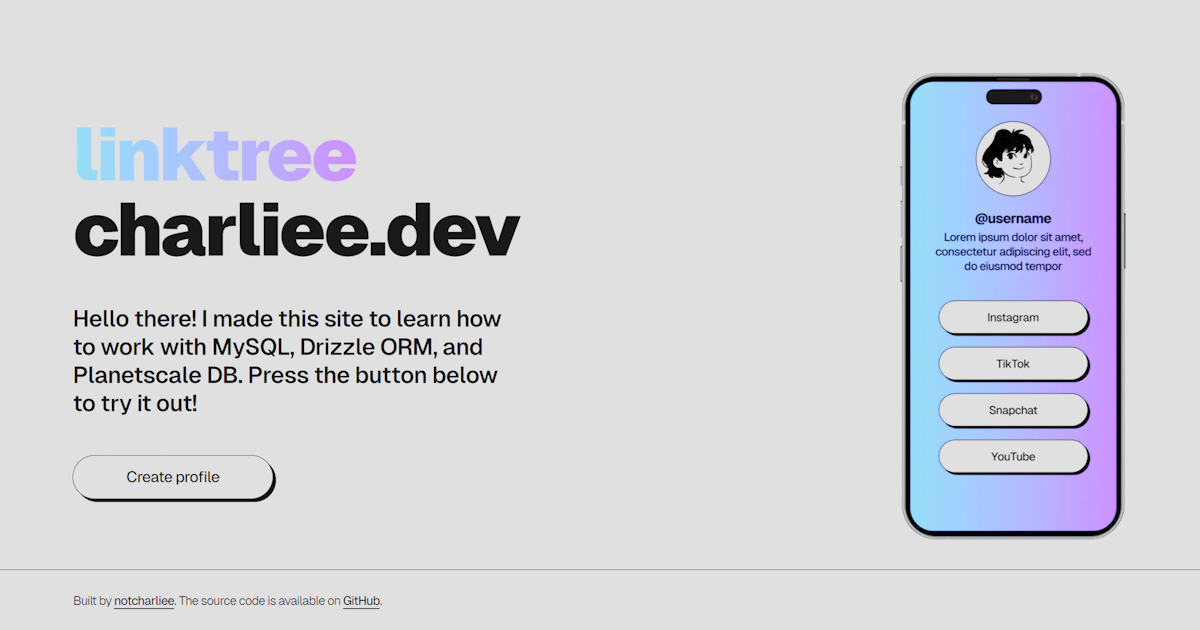 linktree
charliee.dev
Hello there! I made this site to learn how
to work with MySQL, Drizzle ORM, and
Planetscale DB. Press the button below
to try it out!
Create profile
@username
Lorem ipsum dolor sit amet,
consectetur adipiscing elit, sed
do eiusmod tempor
Instagram
TikTok
Snapchat
YouTube
Built by notcharliee. The source code is available on GitHub.